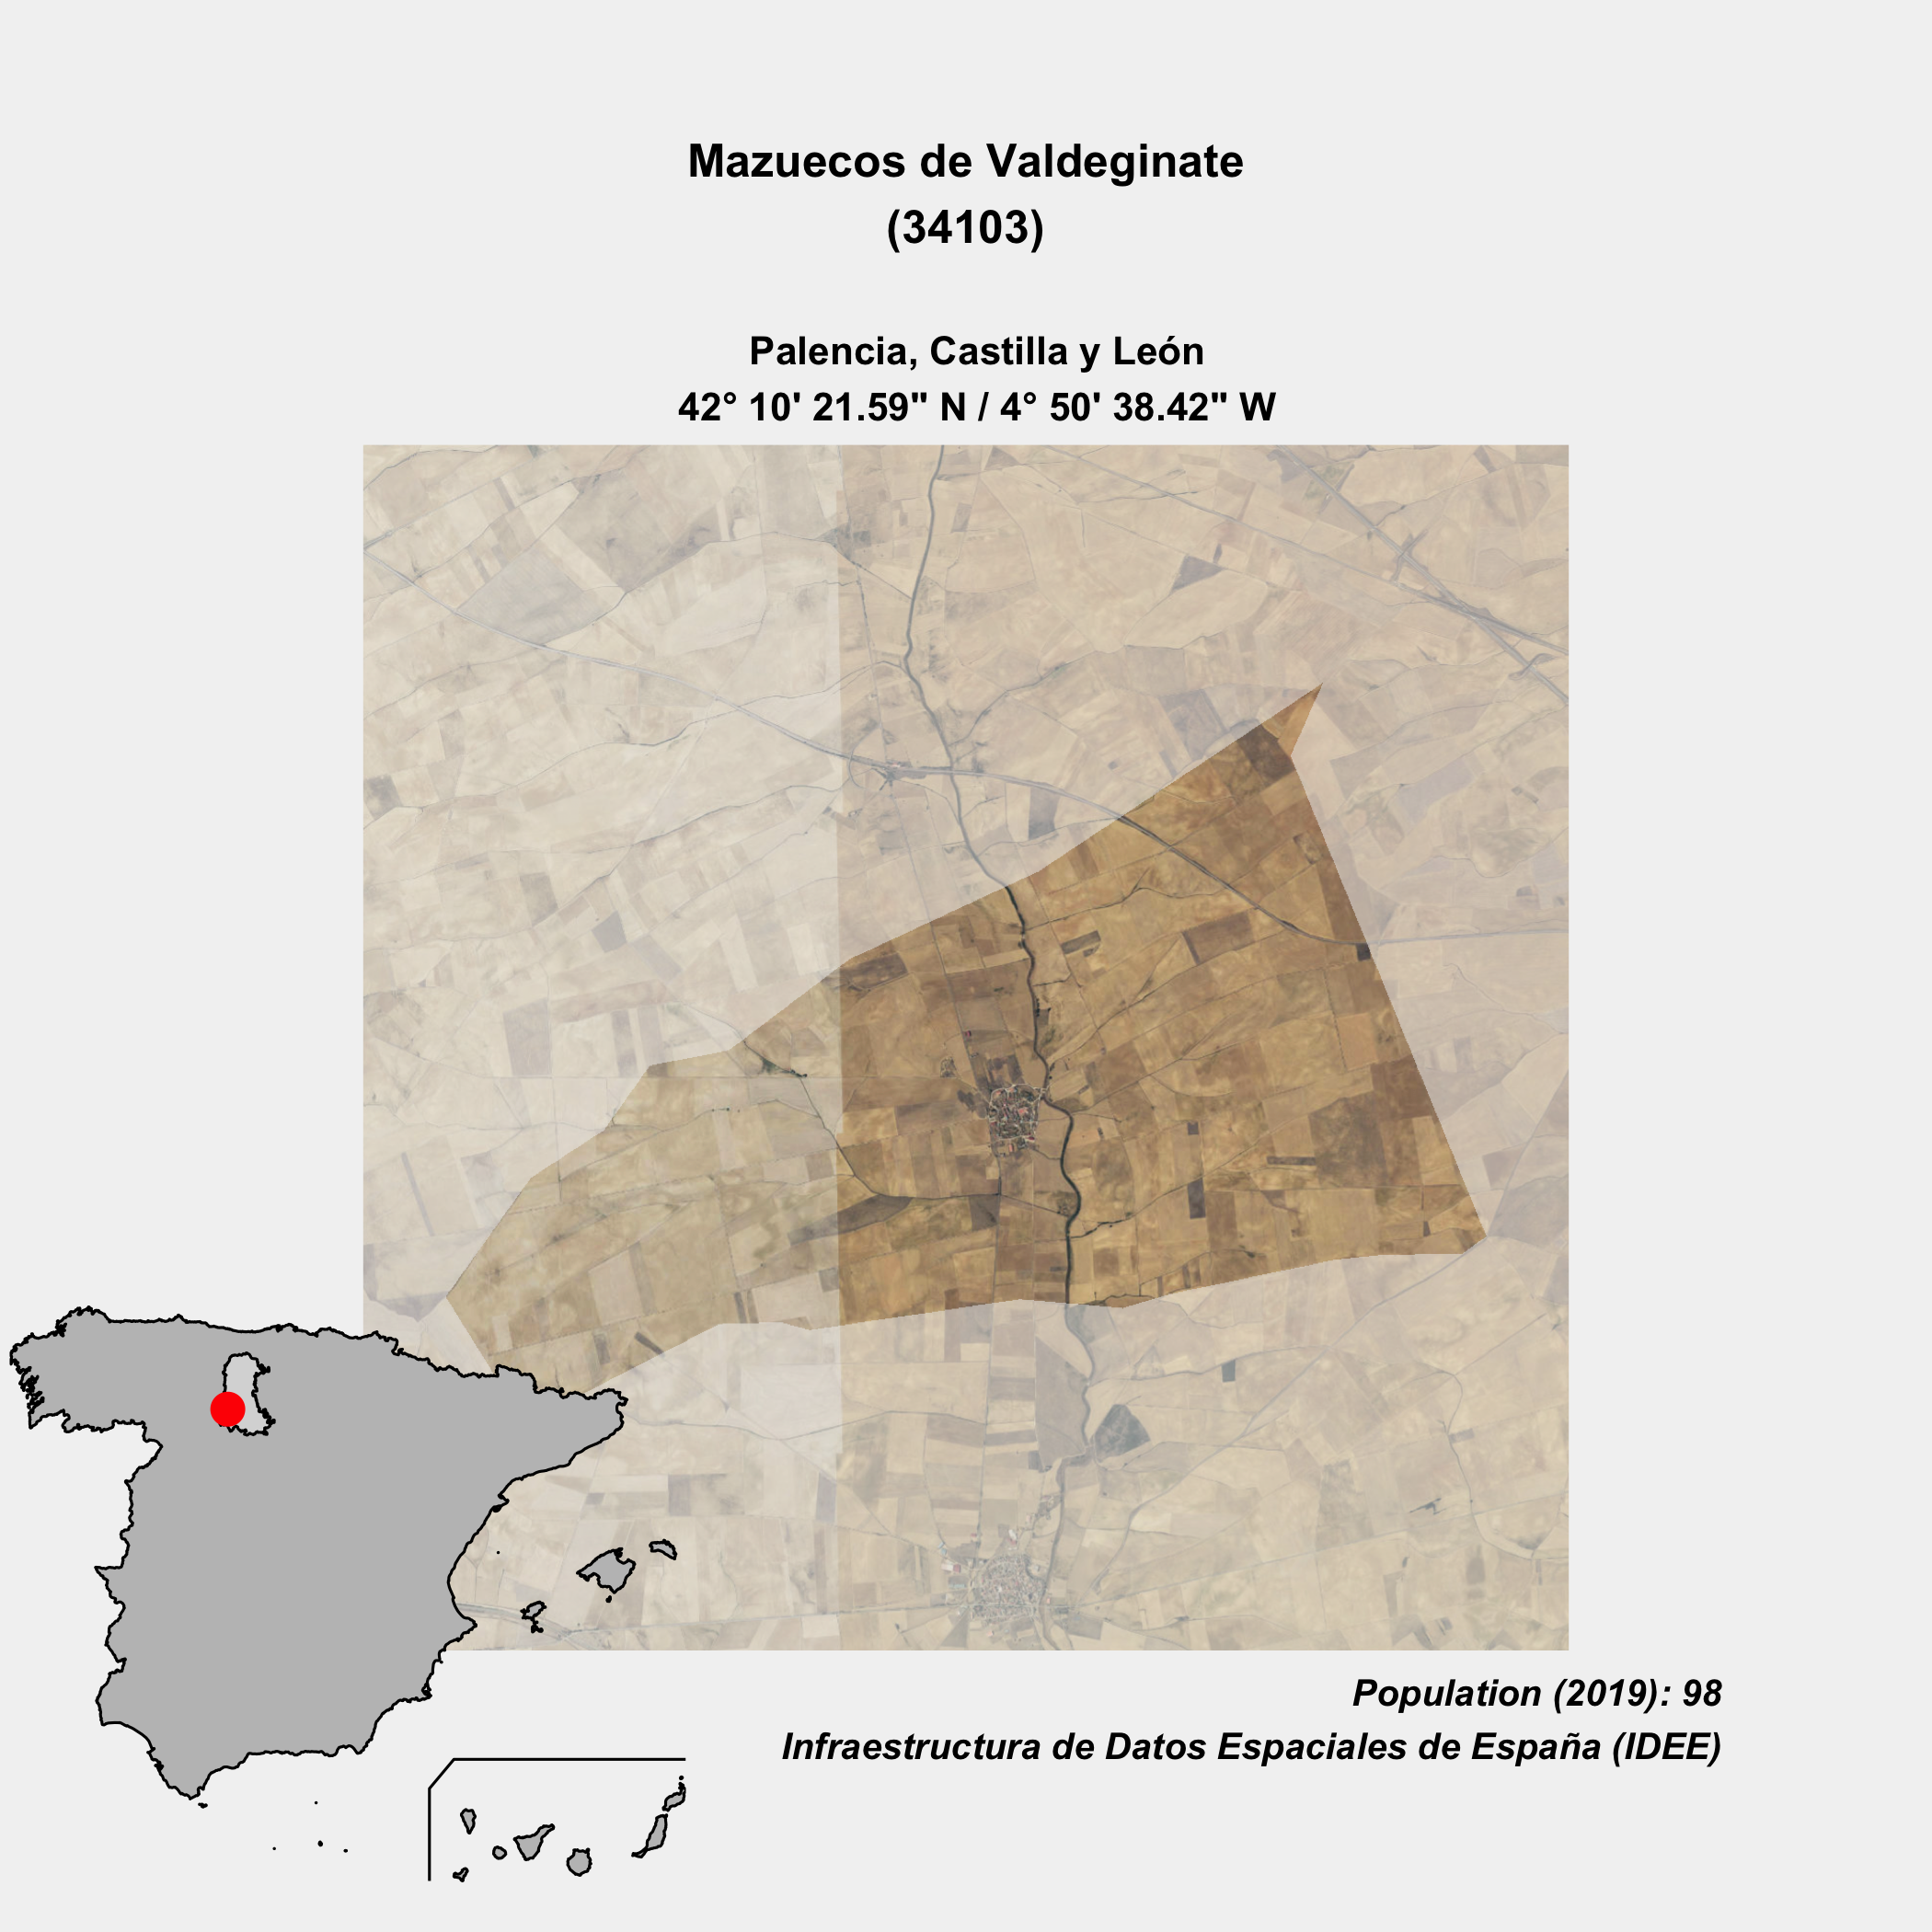 Mazuecos de Valdeginate
(34103)
Palencia, Castilla y León
42° 10' 21.59" N / 4° 50' 38.42" W
Population (2019): 98
Infraestructura de Datos Espaciales de España (IDEE)